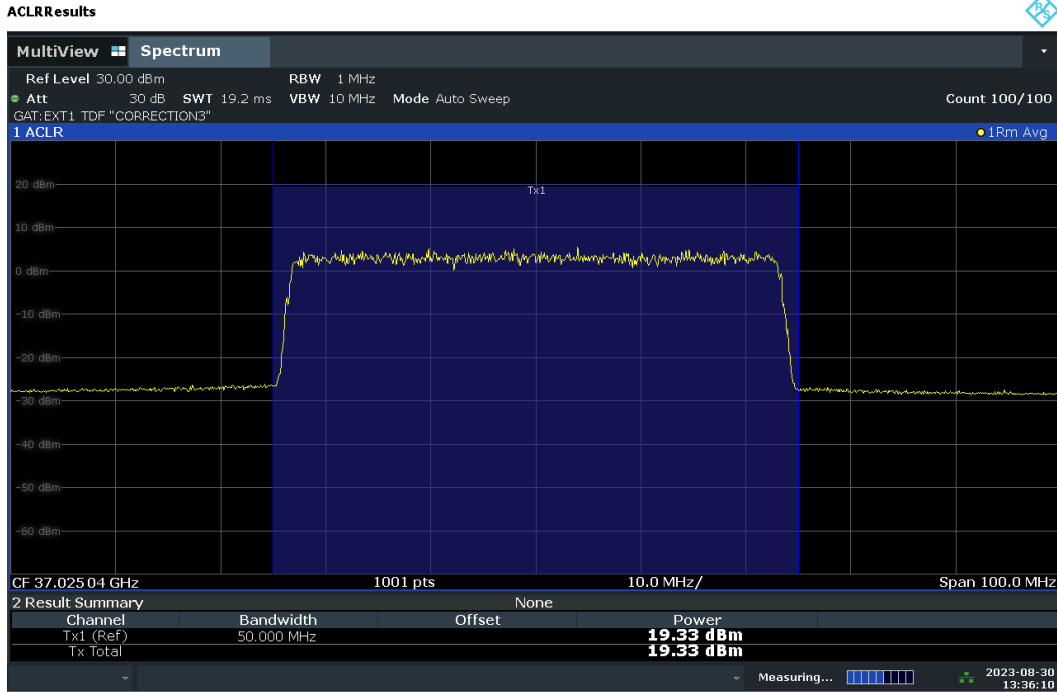 ACLRResults
R S
MultiView Spectrum
Ref Level 30.00 dBm RBW 1 MHz
Att 30 dB SWT 19.2 ms VBW 10 MHz Mode Auto Sweep Count 100/100
GAT:EXT1 TDF "CORRECTION3"
1 ACLR 1Rm Avg
Tx1
20 dBm
10 dBm
0 dBm
-10 dBm
-20 dBm
-30 dBm
-40 dBm
-50 dBm
-60 dBm
CF 37.02504 GHz 1001 pts 10.0 MHz/ Span 100.0 MHz
2 Result Summary None
Channel Bandwidth Offset Power
Tx1 (Ref) 50.000 MHz 19.33 dBm
Tx Total 19.33 dBm
Measuring... 2023-08-30
13:36:10